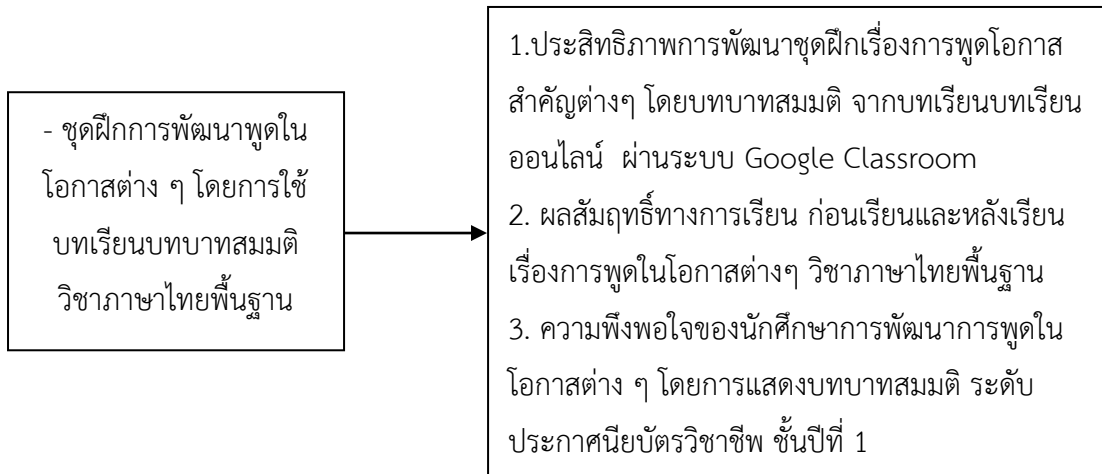 - ชุดฝึกการพัฒนาพูดใน
โอกาสต่าง ๆ โดยการใช้
บทเรียนบทบาทสมมติ
วิชาภาษาไทยพื้นฐาน
1.ประสิทธิภาพการพัฒนาชุดฝึกเรื่องการพูดโอกาส
สำคัญต่างๆ โดยบทบาทสมมติ จากบทเรียนบทเรียน
ออนไลน์ ผ่านระบบ Google Classroom
2. ผลสัมฤทธิ์ทางการเรียน ก่อนเรียนและหลังเรียน
เรื่องการพูดในโอกาสต่างๆ วิชาภาษาไทยพื้นฐาน
3. ความพึงพอใจของนักศึกษาการพัฒนาการพูดใน
โอกาสต่าง ๆ โดยการแสดงบทบาทสมมติ ระดับ
ประกาศนียบัตรวิชาชีพ ชั้นปีที่ 1